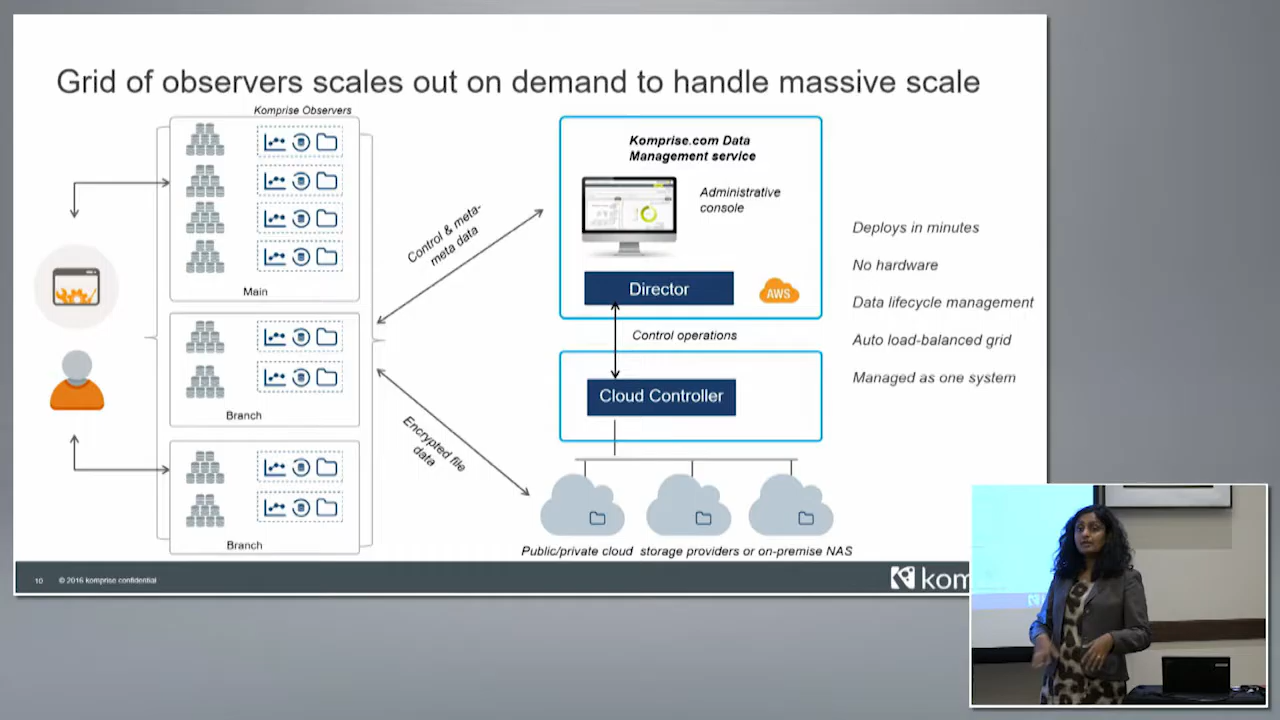 Grid of observers scales out on demand to handle massive scale
Komprise Observers
Main
Branch
Branch
Control & meta-
meta data
Encrypted file
data
Komprise.com Data
Management service
Administrative
console
Director
AWS
Control operations
Cloud Controller
Public/private cloud storage providers or on-premise NAS
Deploys in minutes
No hardware
Data lifecycle management
Auto load-balanced grid
Managed as one system
10 © 2016 komprise confidential
kom